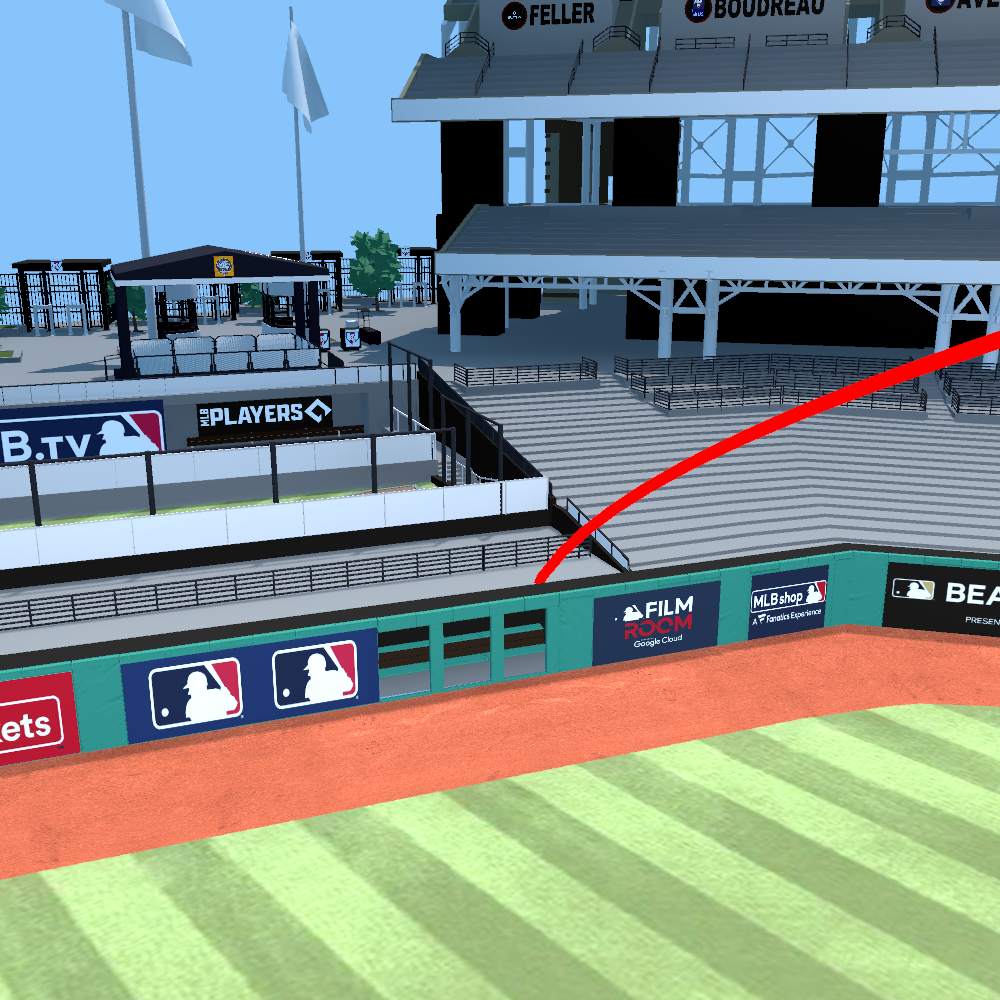 FELLER
BOUDREAU
AVE
MLB PLAYERS
B.TV
FILM
ROOM
Google Cloud
MLB shop
A Fanatics Experience
BEA
PRESEN
ets